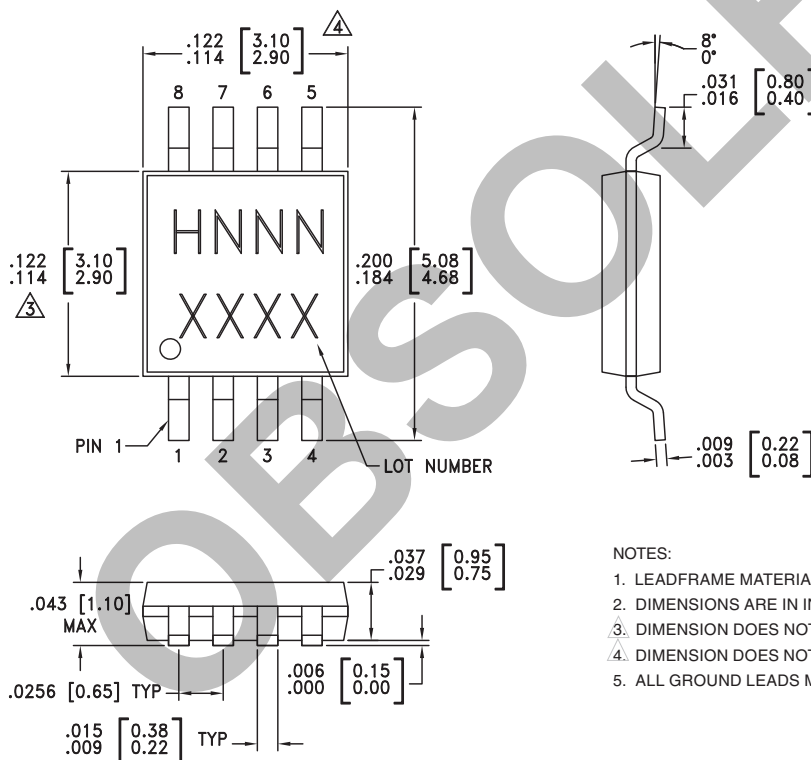 .122 [3.10]
.114 [2.90]
4
8 7 6 5
HNNN
XXXX
.122 [3.10]
.114 [2.90]
3
.200 [5.08]
.184 [4.68]
PIN 1
1 2 3 4
LOT NUMBER
8°
0°
.031 [0.80]
.016 [0.40]
.009 [0.22]
.003 [0.08]
.037 [0.95]
.029 [0.75]
.043 [1.10]
MAX
.0256 [0.65] TYP
.006 [0.15]
.000 [0.00]
.015 [0.38]
.009 [0.22] TYP
NOTES:
1. LEADFRAME MATERIA
2. DIMENSIONS ARE IN I
3. DIMENSION DOES NOT
4. DIMENSION DOES NOT
5. ALL GROUND LEADS M
OBSOL